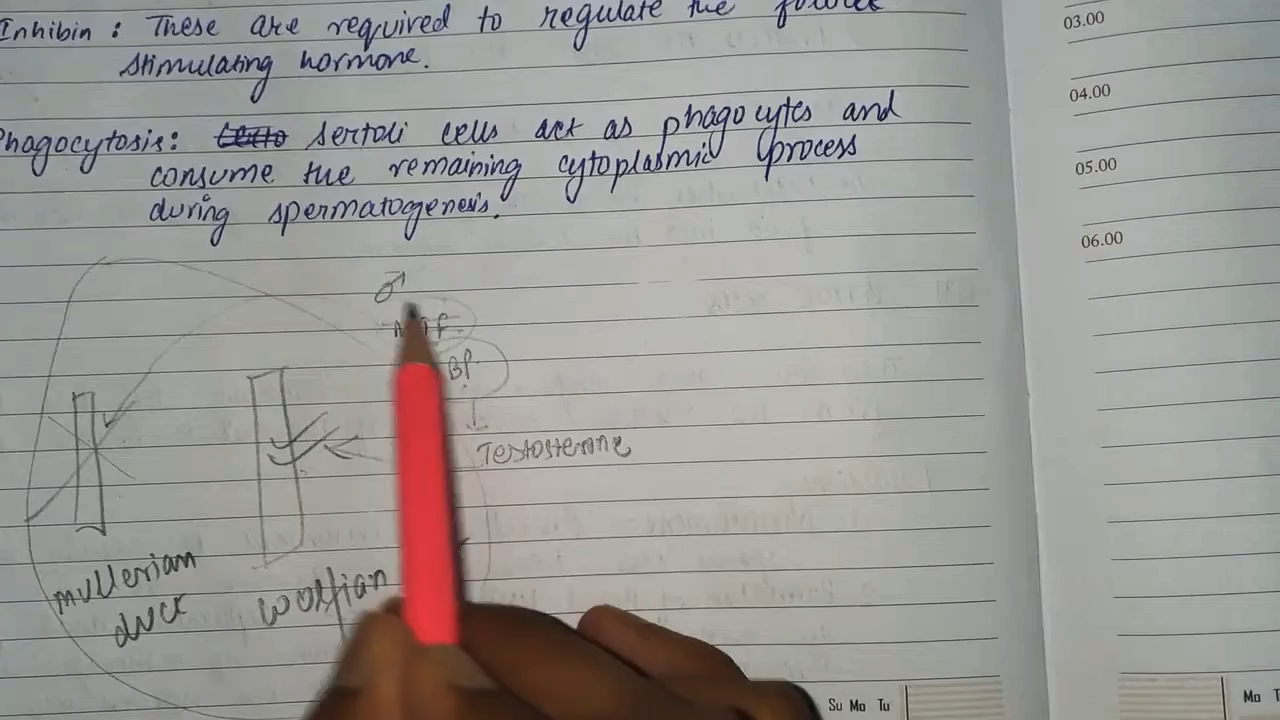 Inhibin: These are required to regulate the
stimulating hormone.
Phagocytosis: Sertoli cells act as phagocytes and
consume the remaining cytoplasmic process
during spermatogenesis.
♂
BP
Testosterone
mullerian
duct
wolfian
03.00
04.00
05.00
06.00
Su Mo Tu
Mo T